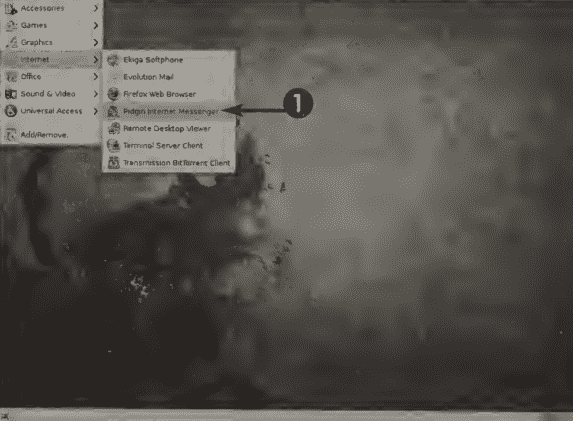 Accessories
Games
Graphics
Internet
Office
Sound & Video
Universal Access
Add/Remove.
Ekiga Softphone
Evolution Mail
Firefox Web Browser
Pidgin Internet Messenger
Remote Desktop Viewer
Terminal Server Client
Transmission BitTorrent Client
1